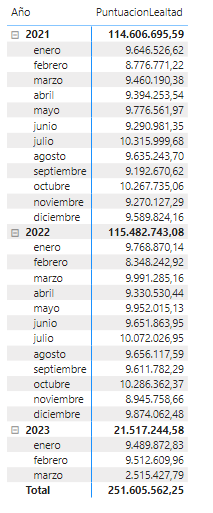 Año PuntuacionLealtad
2021 114.606.695,59
enero 9.646.526,62
febrero 8.776.771,22
marzo 9.460.190,38
abril 9.394.253,54
mayo 9.776.561,97
junio 9.290.981,35
julio 10.315.999,68
agosto 9.635.243,70
septiembre 9.192.670,62
octubre 10.267.735,06
noviembre 9.270.127,29
diciembre 9.589.824,16
2022 115.482.743,08
enero 9.768.870,14
febrero 8.348.242,92
marzo 9.991.285,16
abril 9.330.530,44
mayo 9.952.015,13
junio 9.651.863,95
julio 10.072.026,95
agosto 9.656.117,59
septiembre 9.611.782,29
octubre 10.286.362,37
noviembre 8.945.758,66
diciembre 9.874.062,48
2023 21.517.244,58
enero 9.489.872,83
febrero 9.512.609,96
marzo 2.515.427,79
Total 251.605.562,25